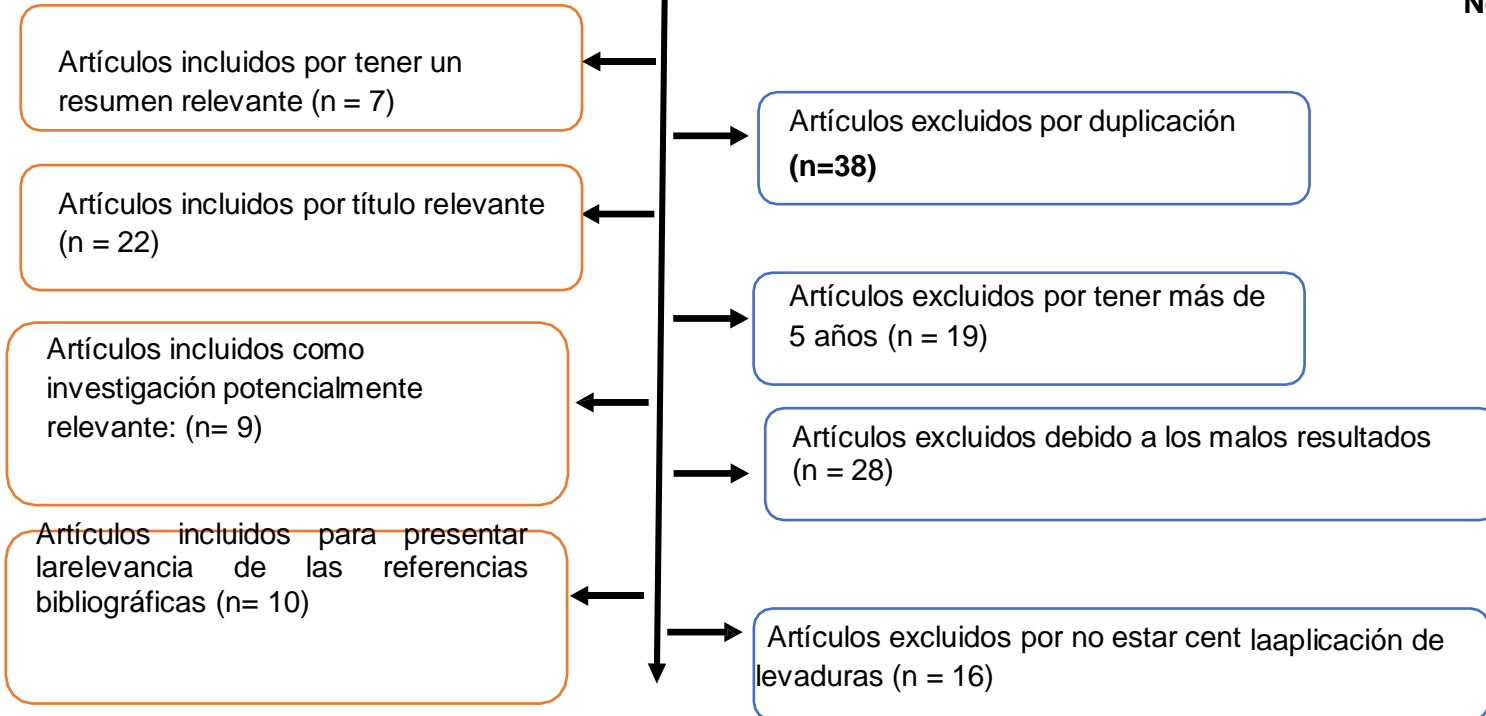 Artículos incluidos por tener un
resumen relevante (n = 7)
Artículos excluidos por duplicación
(n=38)
Artículos incluidos por título relevante
(n = 22)
Artículos excluidos por tener más de
5 años (n = 19)
Artículos incluidos como
investigación potencialmente
relevante: (n= 9)
Artículos excluidos debido a los malos resultados
(n = 28)
Artículos incluidos para presentar
larelevancia de las referencias
bibliográficas (n= 10)
Artículos excluidos por no estar cent laaplicación de
levaduras (n = 16)